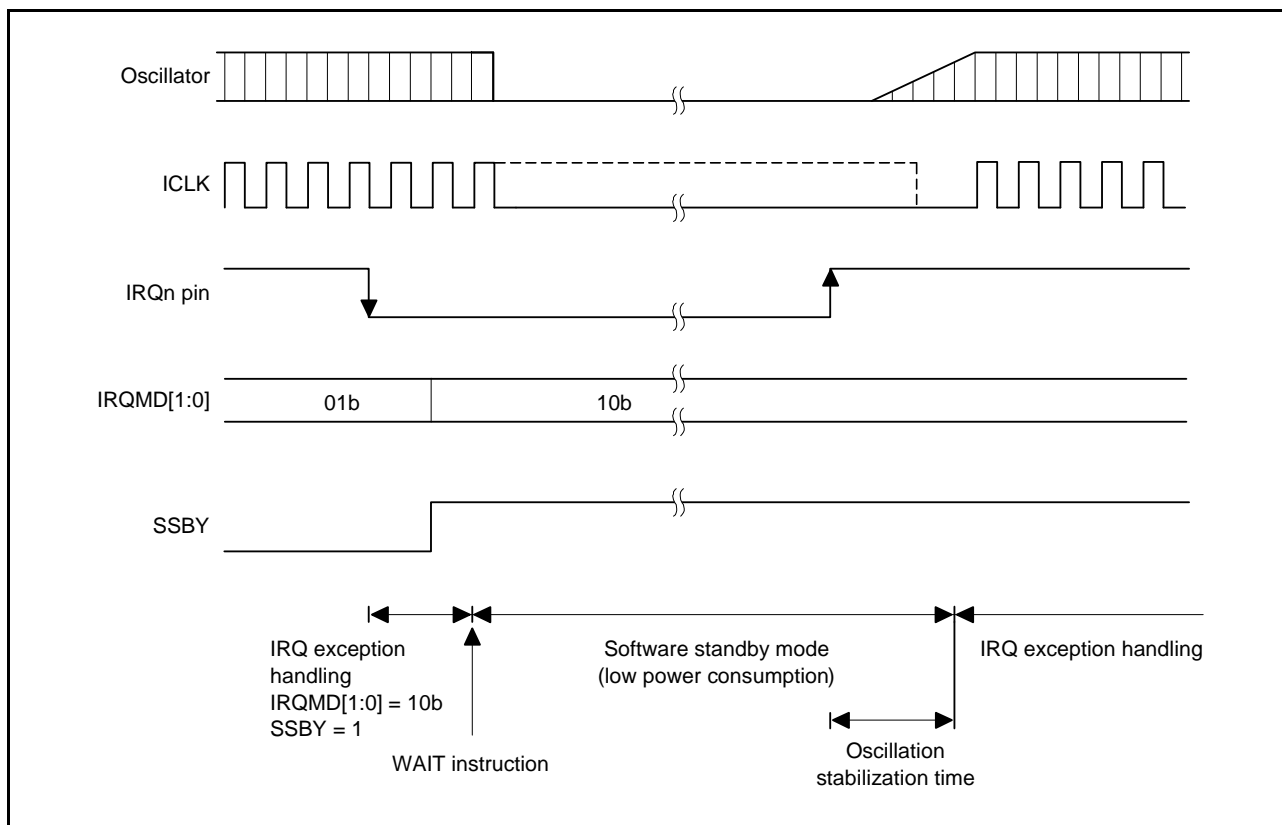 Oscillator
ICLK
IRQn pin
IRQMD[1:0]
01b
10b
SSBY
IRQ exception
handling
IRQMD[1:0] = 10b
SSBY = 1
WAIT instruction
Software standby mode
(low power consumption)
Oscillation
stabilization time
IRQ exception handling